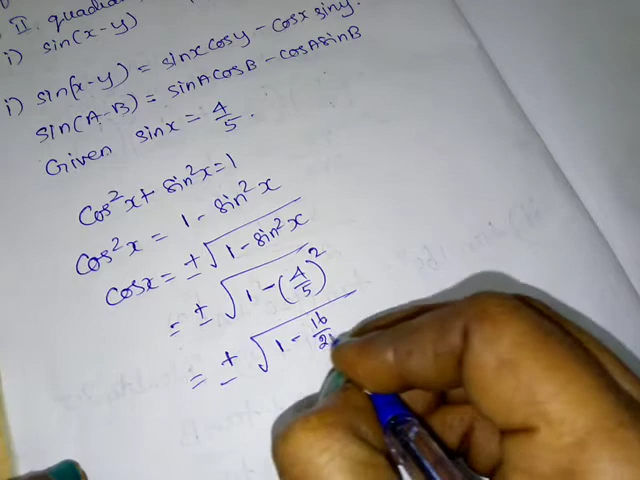 II quadra
i) sin(x-y)
i) sin(x-y) = sinx cosy - cosx siny.
sin(A-B) = sinA cosB - cosA sinB
Given sinx = 4/5.
cos²x + sin²x = 1
cos²x = 1 - sin²x
cosx = ±√(1 - sin²x)
= ±√(1 - (4/5)²)
= ±√(1 - 16/2